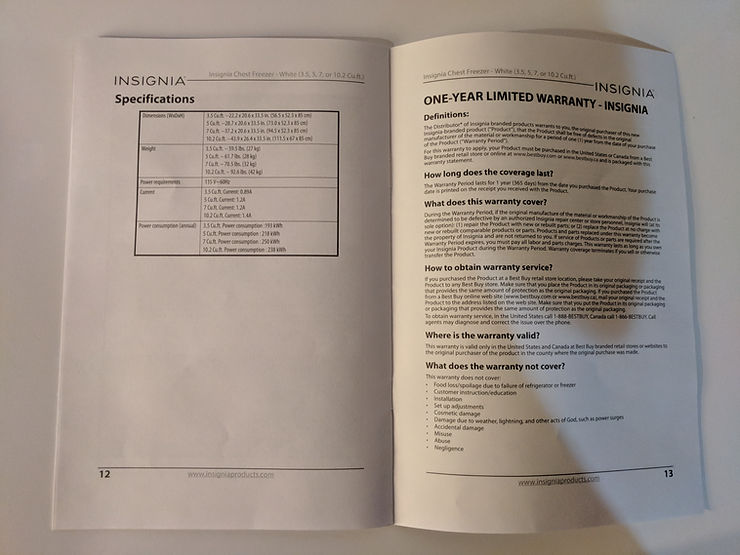 INSIGNIA
Insignia Chest Freezer - White (3.5, 5, 7, or 10.2 Cu.ft.)
Specifications
Dimensions (WxDxH)
3.5 Cu.ft. – 22.2 x 20.6 x 33.5 in. (56.5 x 52.3 x 85 cm)
5 Cu.ft. – 28.7 x 20.6 x 33.5 in. (73.0 x 52.3 x 85 cm)
7 Cu.ft. – 37.2 x 20.6 x 33.5 in. (94.5 x 52.3 x 85 cm)
10.2 Cu.ft. – 43.9 x 26.4 x 33.5 in. (111.5 x 67 x 85 cm)
Weight
3.5 Cu.ft. – 59.5 lbs. (27 kg)
5 Cu.ft. – 61.7 lbs. (28 kg)
7 Cu.ft. – 70.5 lbs. (32 kg)
10.2 Cu.ft. – 92.6 lbs. (42 kg)
Power requirements
115 V~60Hz
Current
3.5 Cu.ft. Current: 0.89A
5 Cu.ft. Current: 1.2A
7 Cu.ft. Current: 1.2A
10.2 Cu.ft. Current: 1.4A
Power consumption (annual)
3.5 Cu.ft. Power consumption : 193 kWh
5 Cu.ft. Power consumption : 218 kWh
7 Cu.ft. Power consumption : 250 kWh
10.2 Cu.ft. Power consumption : 238 kWh
12
www.insigniaproducts.com
Insignia Chest Freezer - White (3.5, 5, 7, or 10.2 Cu.ft.)
INSIGNIA
ONE-YEAR LIMITED WARRANTY - INSIGNIA
Definitions:
The Distributor* of Insignia branded products warrants to you, the original purchaser of this new
Insignia-branded product ("Product"), that the Product shall be free of defects in the original
manufacturer of the material or workmanship for a period of one (1) year from the date of your purchase
of the Product ("Warranty Period").
For this warranty to apply, your Product must be purchased in the United States or Canada from a Best
Buy branded retail store or online at www.bestbuy.com or www.bestbuy.ca and is packaged with this
warranty statement.
How long does the coverage last?
The Warranty Period lasts for 1 year (365 days) from the date you purchased the Product. Your purchase
date is printed on the receipt you received with the Product.
What does this warranty cover?
During the Warranty Period, if the original manufacture of the material or workmanship of the Product is
determined to be defective by an authorized Insignia repair center or store personnel, Insignia will (at its
sole option): (1) repair the Product with new or rebuilt parts; or (2) replace the Product at no charge with
new or rebuilt comparable products or parts. Products and parts replaced under this warranty become
the property of Insignia and are not returned to you. If service of Products or parts are required after the
Warranty Period expires, you must pay all labor and parts charges. This warranty lasts as long as you own
your Insignia Product during the Warranty Period. Warranty coverage terminates if you sell or otherwise
transfer the Product.
How to obtain warranty service?
If you purchased the Product at a Best Buy retail store location, please take your original receipt and the
Product to any Best Buy store. Make sure that you place the Product in its original packaging or packaging
that provides the same amount of protection as the original packaging. If you purchased the Product
from a Best Buy online web site (www.bestbuy.com or www.bestbuy.ca), mail your original receipt and the
Product to the address listed on the web site. Make sure that you put the Product in its original packaging
or packaging that provides the same amount of protection as the original packaging.
To obtain warranty service, in the United States call 1-888-BESTBUY, Canada call 1-866-BESTBUY. Call
agents may diagnose and correct the issue over the phone.
Where is the warranty valid?
This warranty is valid only in the United States and Canada at Best Buy branded retail stores or websites to
the original purchaser of the product in the county where the original purchase was made.
What does the warranty not cover?
This warranty does not cover:
• Food loss/spoilage due to failure of refrigerator or freezer
• Customer instruction/education
• Installation
• Set up adjustments
• Cosmetic damage
• Damage due to weather, lightning, and other acts of God, such as power surges
• Accidental damage
• Misuse
• Abuse
• Negligence
www.insigniaproducts.com
13